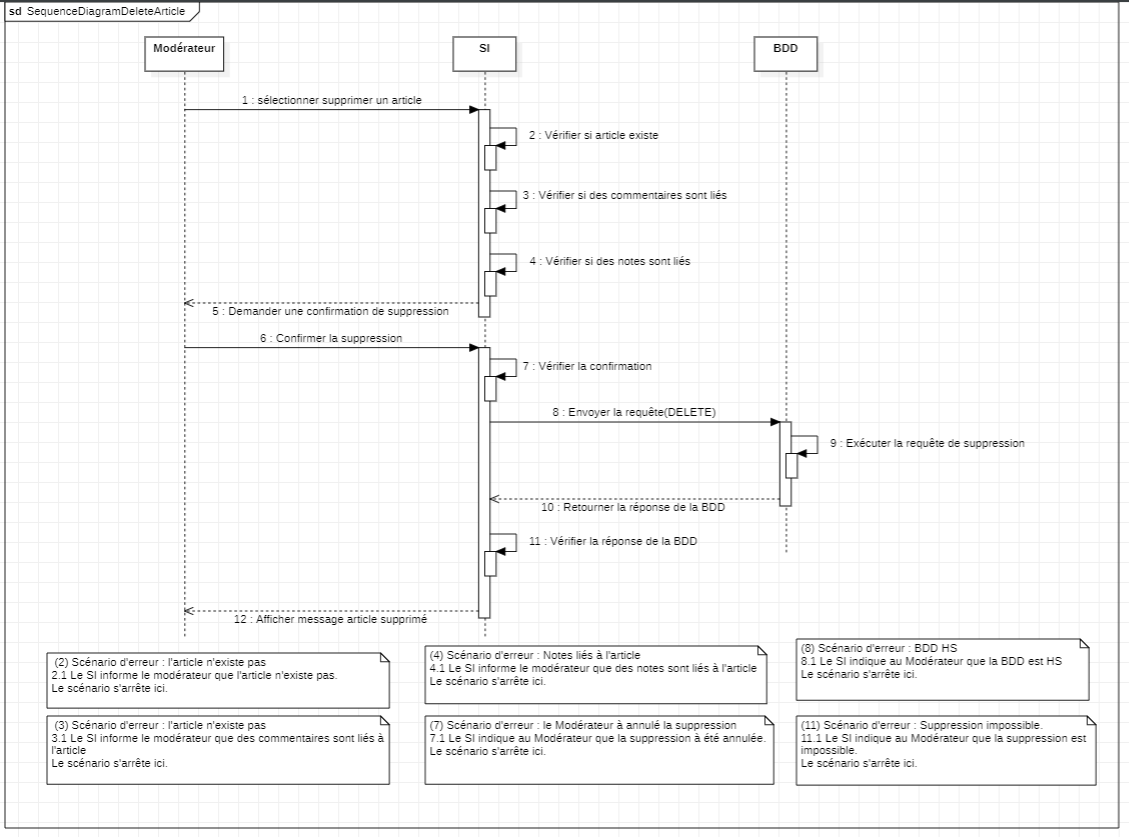 sd SequenceDiagramDeleteArticle
Modérateur
SI
BDD
1 : sélectionner supprimer un article
2 : Vérifier si article existe
3 : Vérifier si des commentaires sont liés
4 : Vérifier si des notes sont liés
5 : Demander une confirmation de suppression
6 : Confirmer la suppression
7 : Vérifier la confirmation
8 : Envoyer la requête(DELETE)
9 : Exécuter la requête de suppression
10 : Retourner la réponse de la BDD
11 : Vérifier la réponse de la BDD
12 : Afficher message article supprimé
(2) Scénario d'erreur : l'article n'existe pas
2.1 Le SI informe le modérateur que l'article n'existe pas.
Le scénario s'arrête ici.
(4) Scénario d'erreur : Notes liés à l'article
4.1 Le SI informe le modérateur que des notes sont liés à l'article
Le scénario s'arrête ici.
(8) Scénario d'erreur : BDD HS
8.1 Le SI indique au Modérateur que la BDD est HS
Le scénario s'arrête ici.
(3) Scénario d'erreur : l'article n'existe pas
3.1 Le SI informe le modérateur que des commentaires sont liés à
l'article
Le scénario s'arrête ici.
(7) Scénario d'erreur : le Modérateur à annulé la suppression
7.1 Le SI indique au Modérateur que la suppression à été annulée.
Le scénario s'arrête ici.
(11) Scénario d'erreur : Suppression impossible.
11.1 Le SI indique au Modérateur que la suppression est
impossible.
Le scénario s'arrête ici.